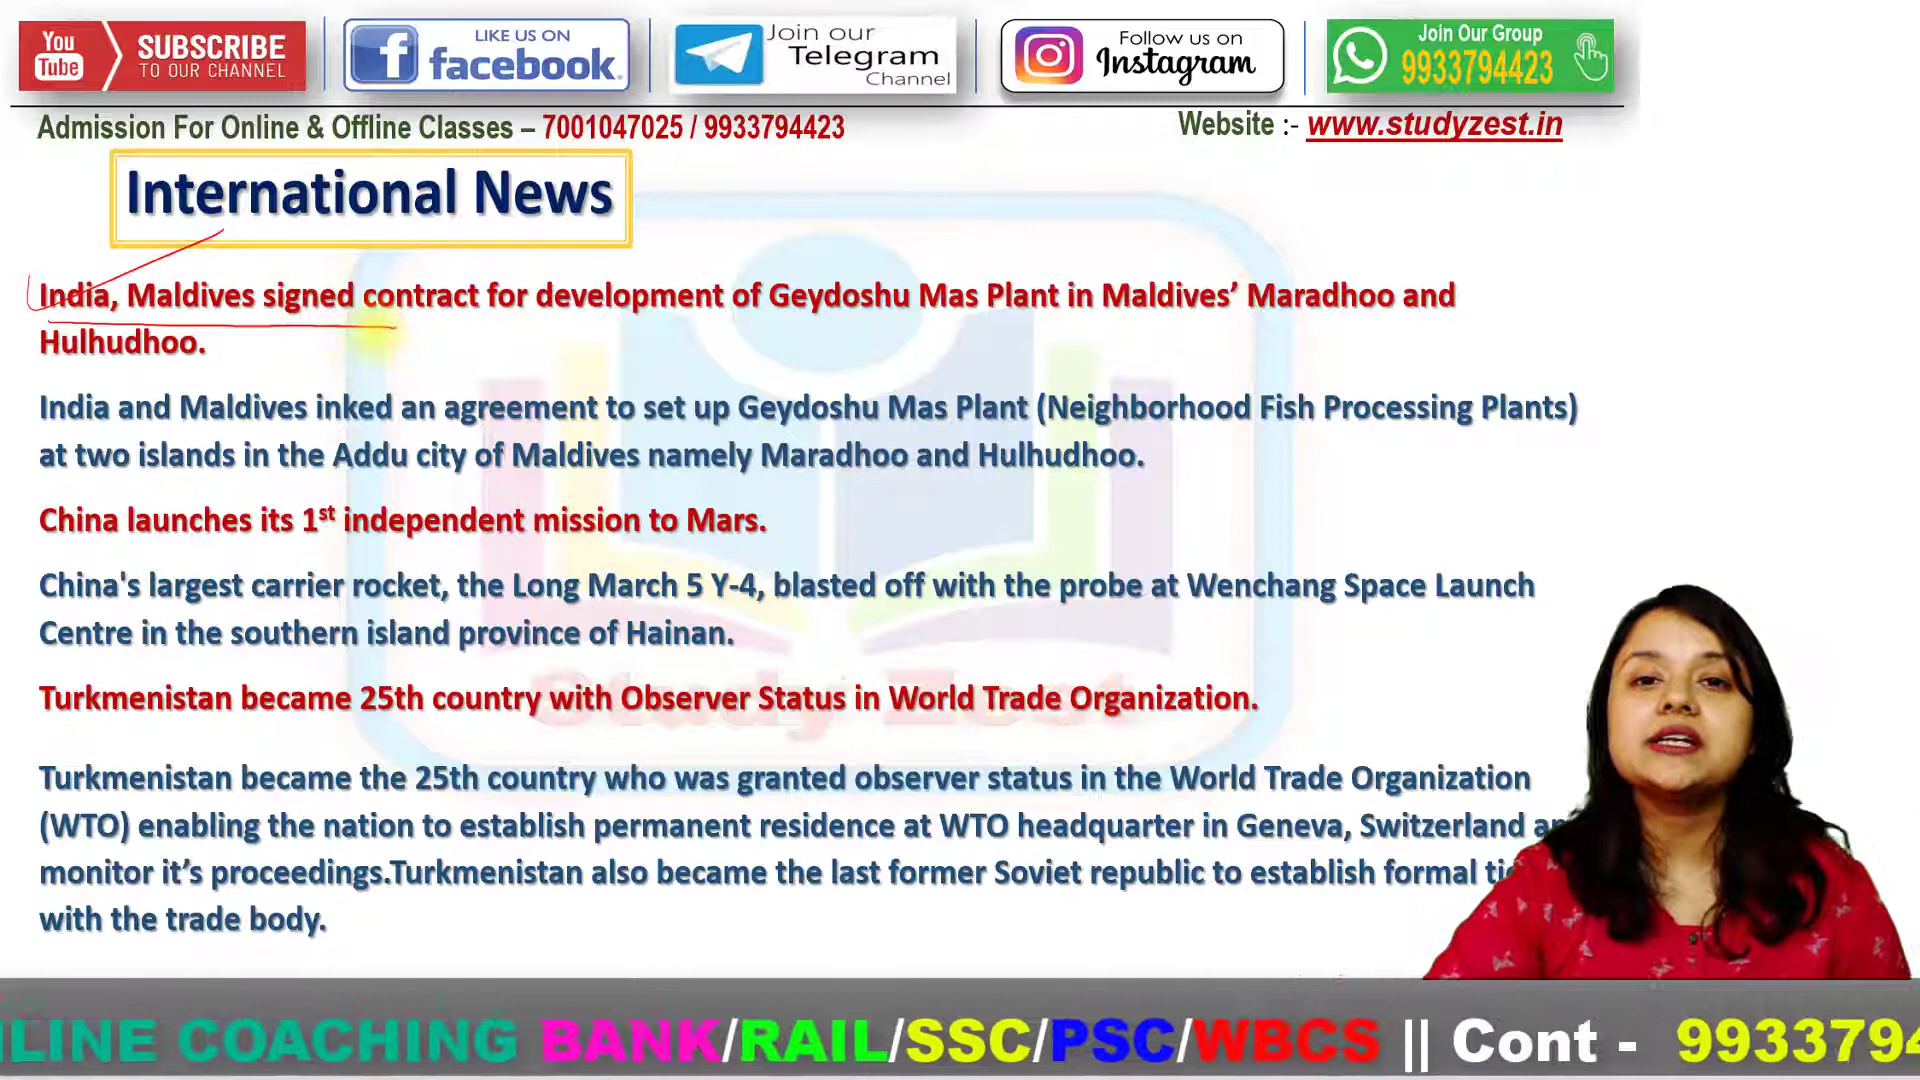 You Tube SUBSCRIBE TO OUR CHANNEL
LIKE US ON facebook.
Join our Telegram Channel
Follow us on Instagram
Join Our Group 9933794423
Admission For Online & Offline Classes – 7001047025 / 9933794423
Website :- www.studyzest.in
International News
India, Maldives signed contract for development of Geydoshu Mas Plant in Maldives’ Maradhoo and
Hulhudhoo.
India and Maldives inked an agreement to set up Geydoshu Mas Plant (Neighborhood Fish Processing Plants)
at two islands in the Addu city of Maldives namely Maradhoo and Hulhudhoo.
China launches its 1st independent mission to Mars.
China's largest carrier rocket, the Long March 5 Y-4, blasted off with the probe at Wenchang Space Launch
Centre in the southern island province of Hainan.
Turkmenistan became 25th country with Observer Status in World Trade Organization.
Study Zest
Turkmenistan became the 25th country who was granted observer status in the World Trade Organization
(WTO) enabling the nation to establish permanent residence at WTO headquarter in Geneva, Switzerland
monitor it’s proceedings.Turkmenistan also became the last former Soviet republic to establish formal
with the trade body.
COACHING BANK/RAIL/SSC/PSC/WBCS || Cont -